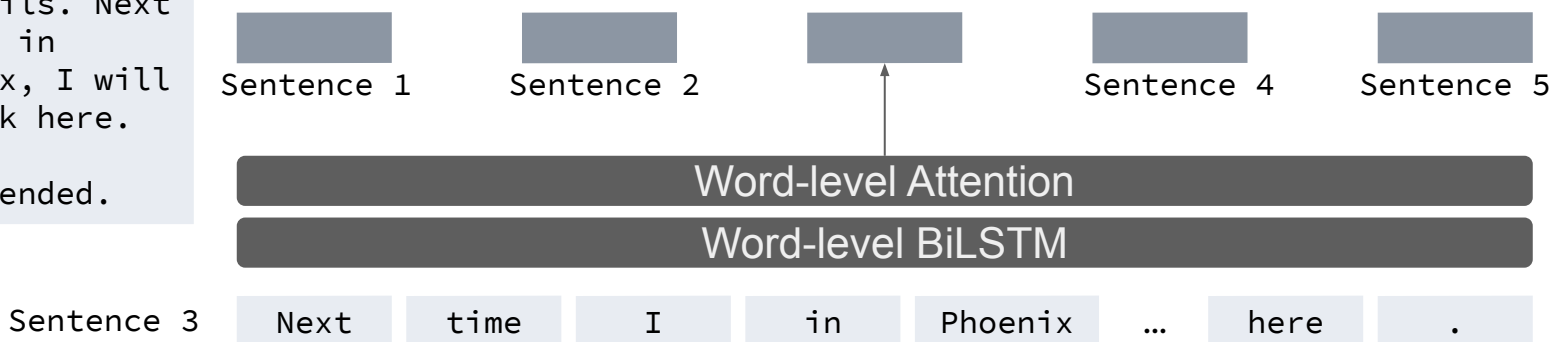 ils. Next
in
x, I will
k here.
ended.
Sentence 1 Sentence 2 Sentence 4 Sentence 5
Word-level Attention
Word-level BiLSTM
Sentence 3 Next time I in Phoenix … here .